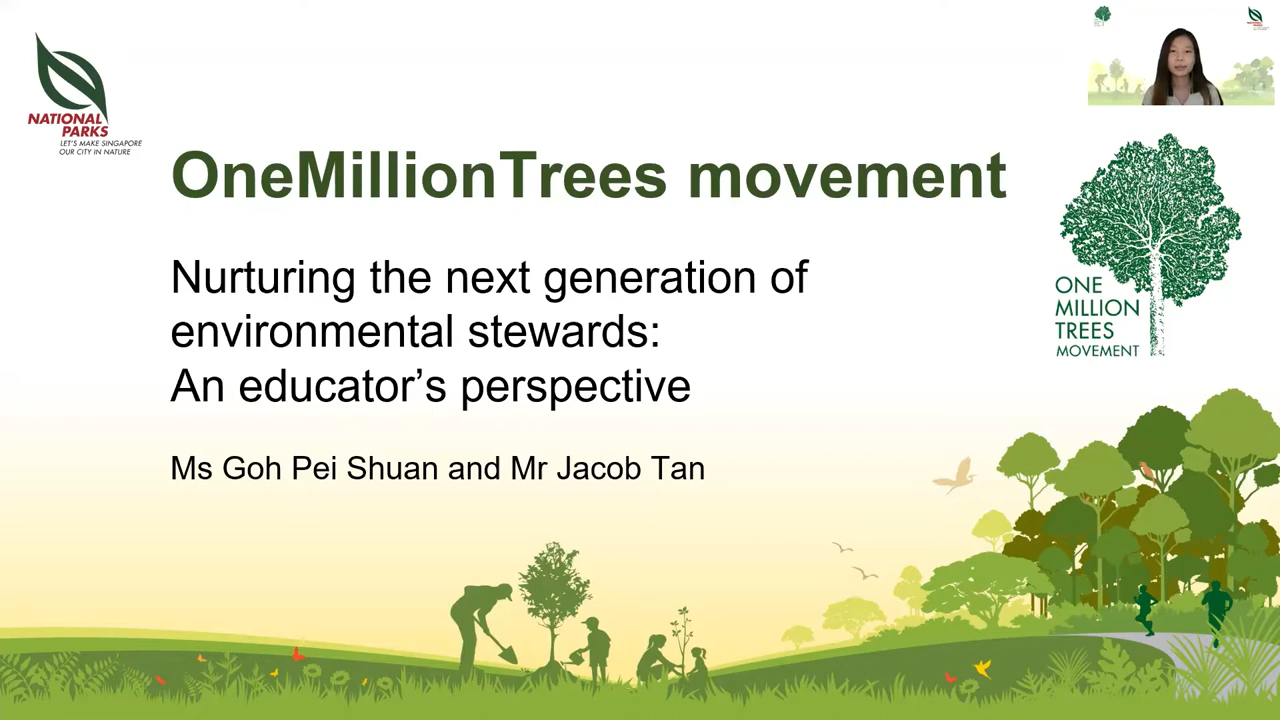 NATIONAL
PARKS
LET'S MAKE SINGAPORE
OUR CITY IN NATURE
OneMillionTrees movement
Nurturing the next generation of
environmental stewards:
An educator's perspective
Ms Goh Pei Shuan and Mr Jacob Tan
ONE
MILLION
TREES
MOVEMENT